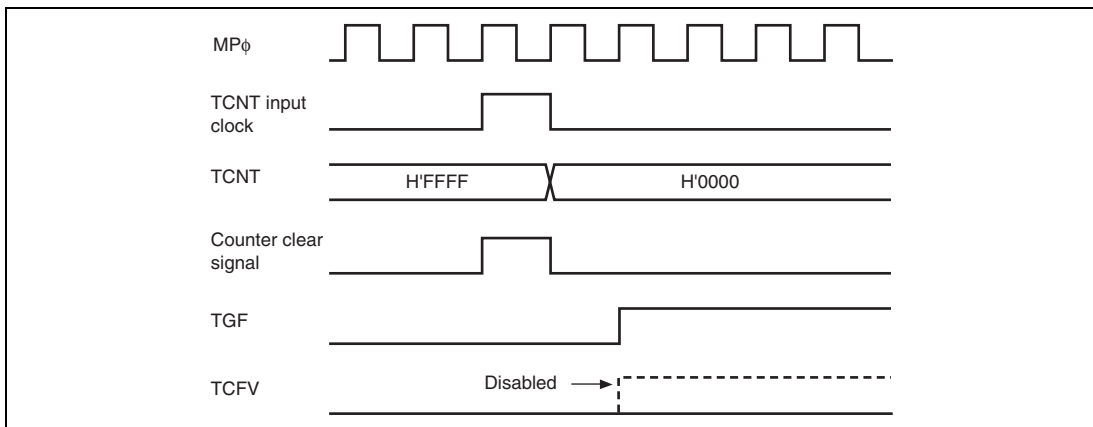 MPφ
TCNT input
clock
TCNT
H'FFFF
H'0000
Counter clear
signal
TGF
Disabled
TCFV